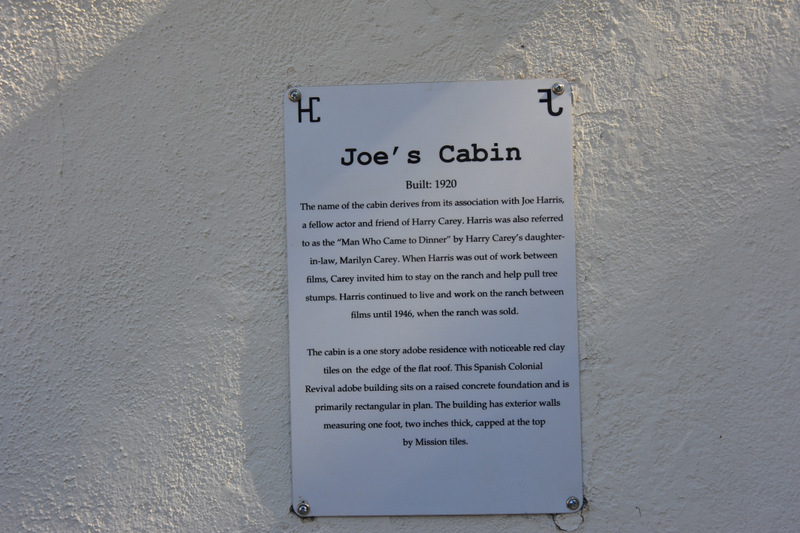 HC
Joe's Cabin
Built: 1920
The name of the cabin derives from its association with Joe Harris,
a fellow actor and friend of Harry Carey. Harris was also referred
to as the "Man Who Came to Dinner" by Harry Carey's daughter-
in-law, Marilyn Carey. When Harris was out of work between
films, Carey invited him to stay on the ranch and help pull tree
stumps. Harris continued to live and work on the ranch between
films until 1946, when the ranch was sold.
The cabin is a one story adobe residence with noticeable red clay
tiles on the edge of the flat roof. This Spanish Colonial
Revival adobe building sits on a raised concrete foundation and is
primarily rectangular in plan. The building has exterior walls
measuring one foot, two inches thick, capped at the top
by Mission tiles.